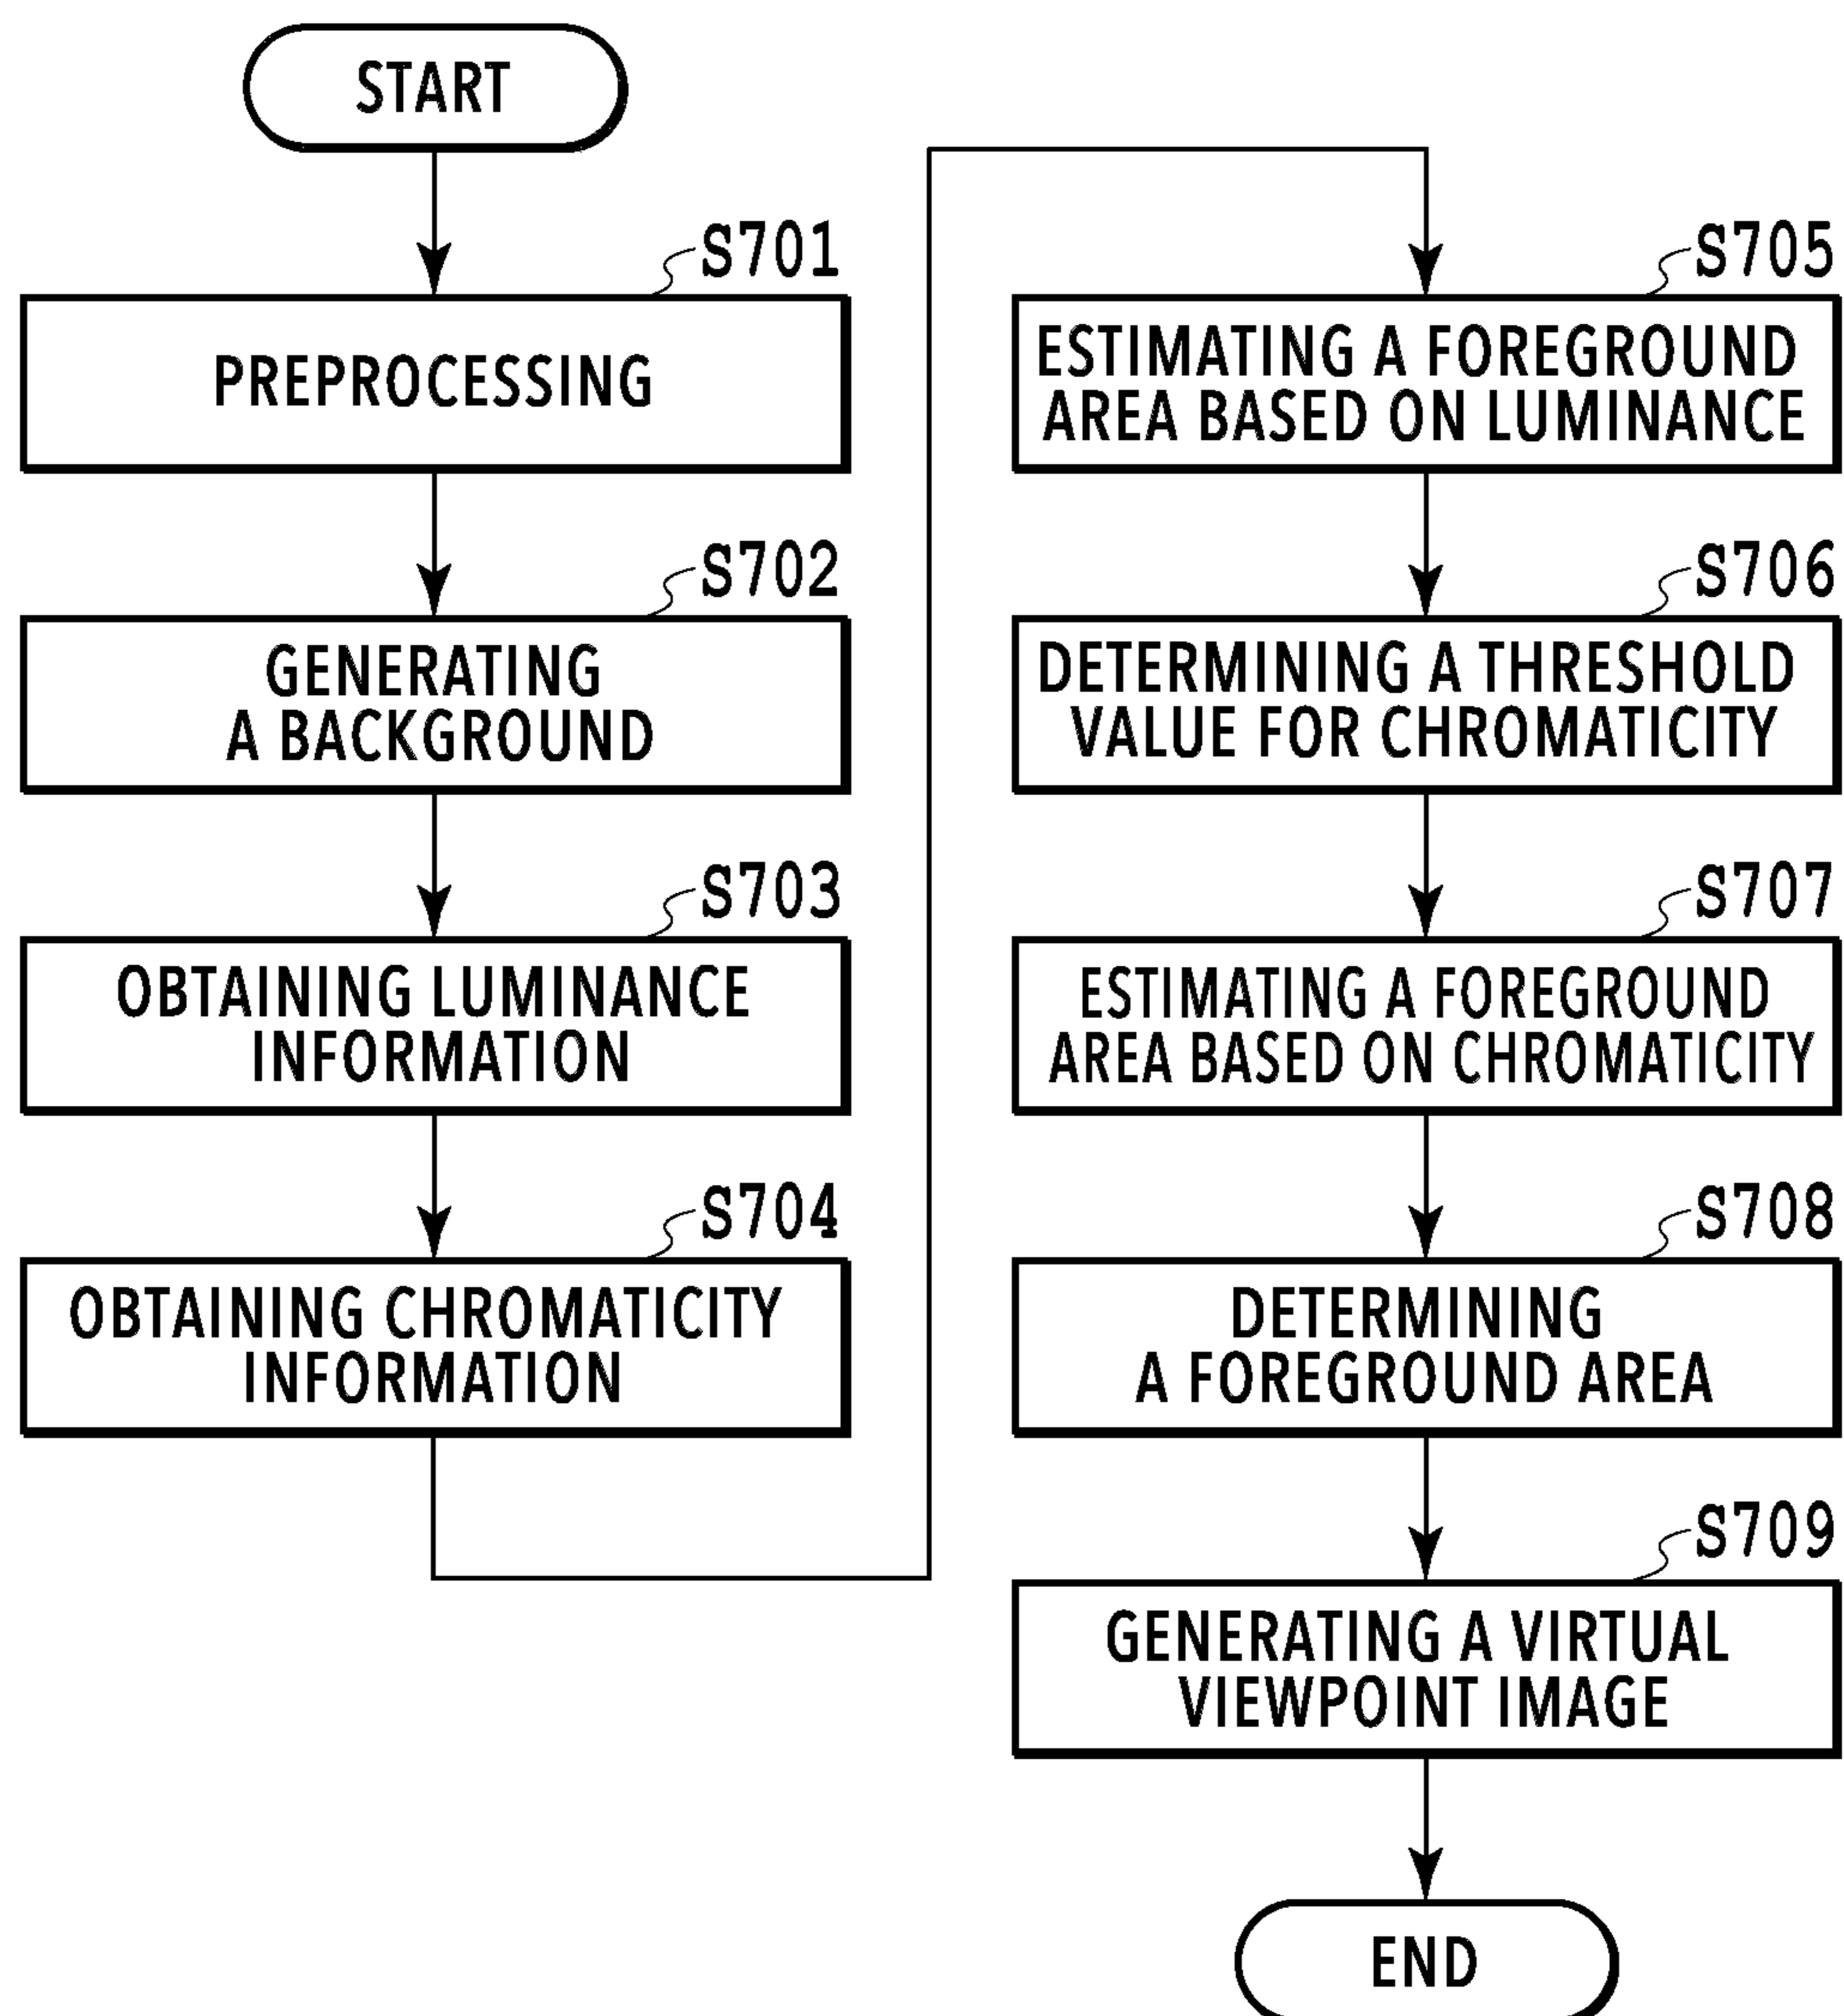 START
S701
PREPROCESSING
S702
GENERATING
A BACKGROUND
S703
OBTAINING LUMINANCE
INFORMATION
S704
OBTAINING CHROMATICITY
INFORMATION
S705
ESTIMATING A FOREGROUND
AREA BASED ON LUMINANCE
S706
DETERMINING A THRESHOLD
VALUE FOR CHROMATICITY
S707
ESTIMATING A FOREGROUND
AREA BASED ON CHROMATICITY
S708
DETERMINING
A FOREGROUND AREA
S709
GENERATING A VIRTUAL
VIEWPOINT IMAGE
END